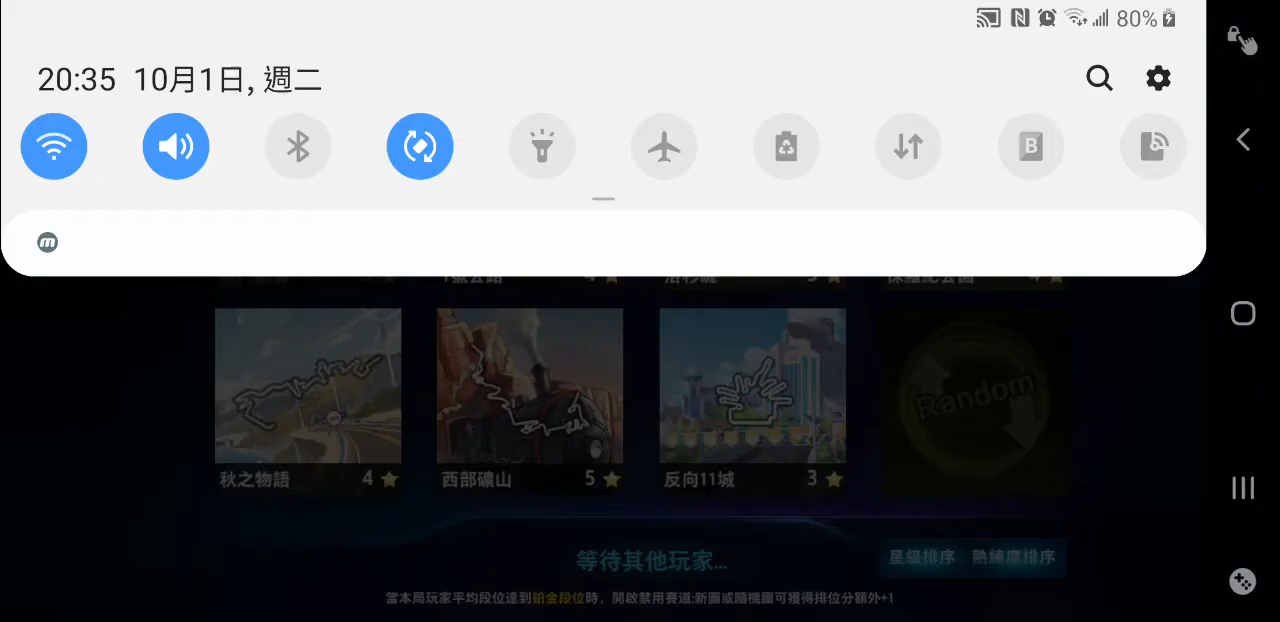 80%
20:35 10月1日, 週二
4
3
4
Random
秋之物語 4
西部礦山 5
反向11城 3
等待其他玩家...
星級排序 熟練度排序
當本局玩家平均段位達到鉑金段位時，開啟禁用賽道:新圖或隨機圖可獲得排位分額外+1